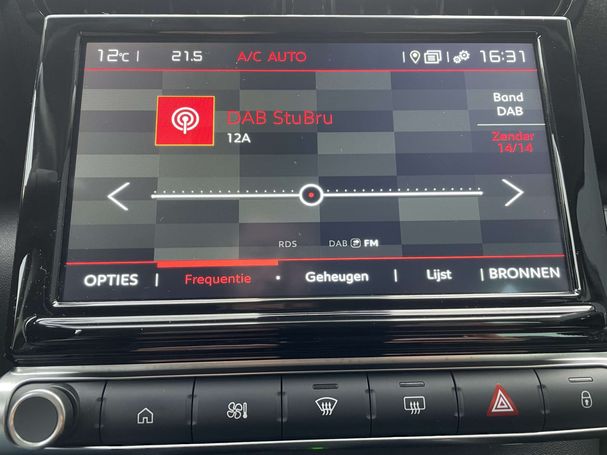 12°C | 21.5 A/C AUTO 16:31
DAB StuBru
12A
Band
DAB
Zender
14/14
RDS DAB FM
OPTIES | Frequentie Geheugen | Lijst | BRONNEN